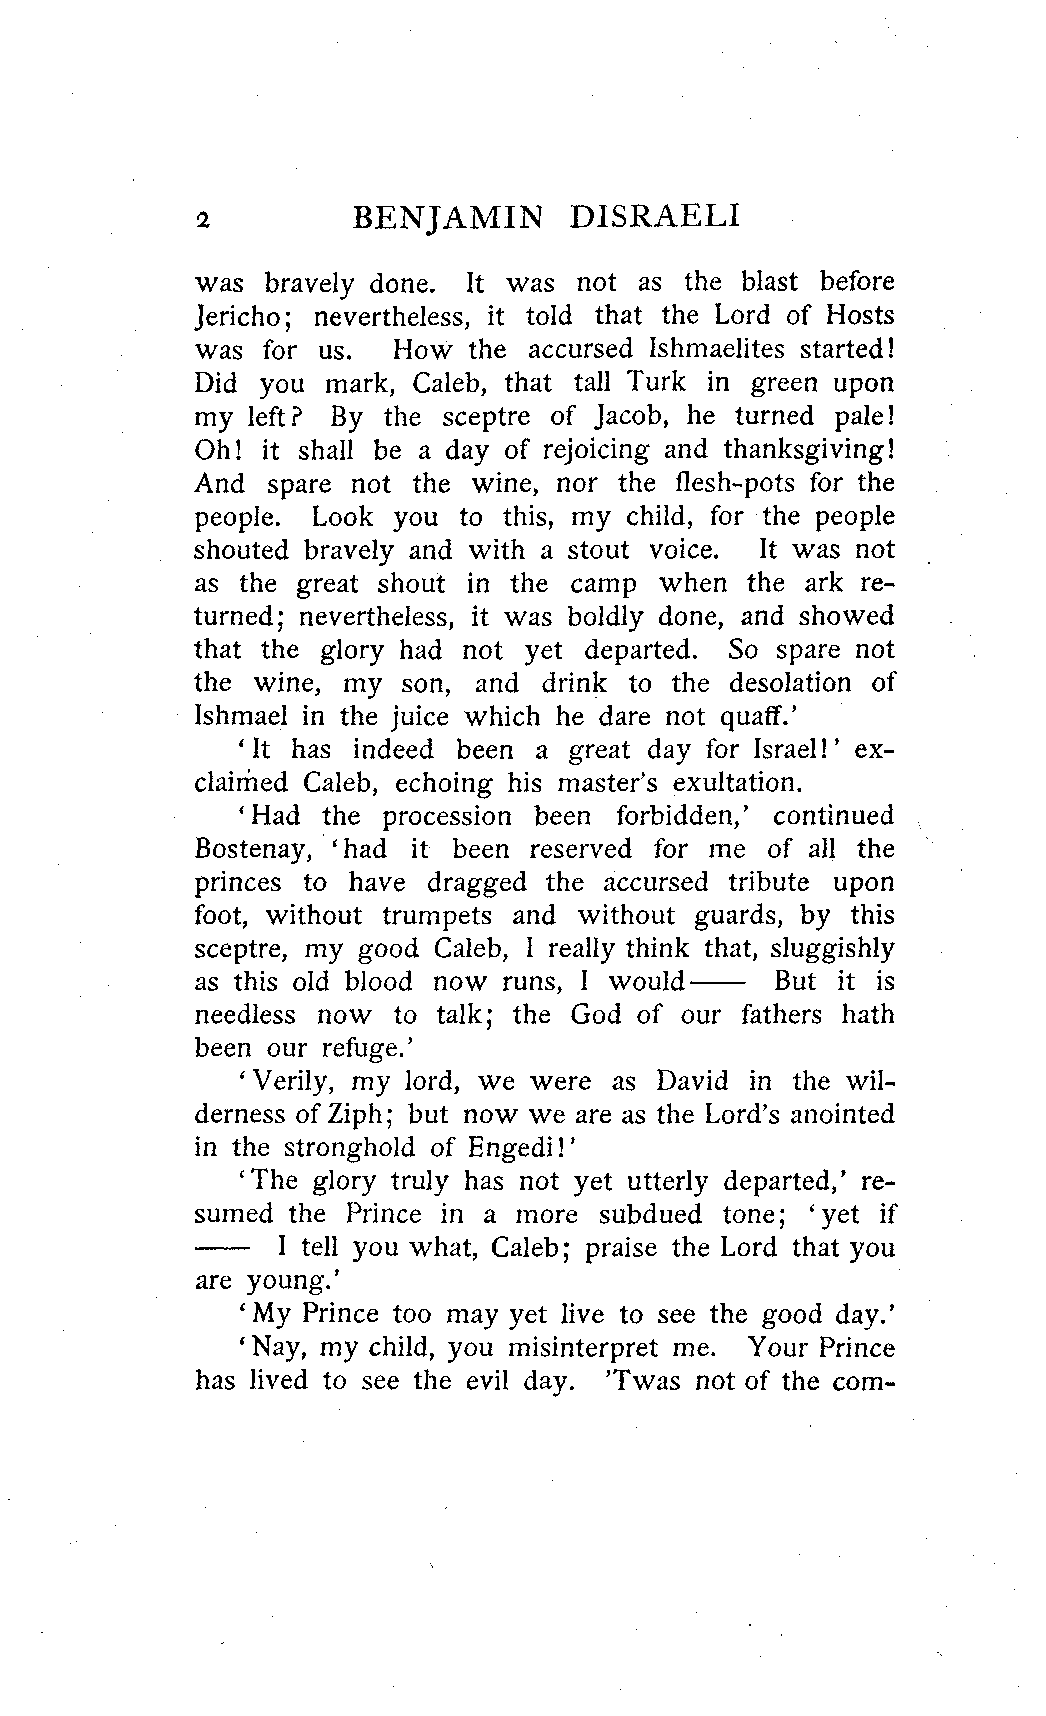 2 BENJAMIN DISRAELI
was bravely done. It was not as the blast before
Jericho; nevertheless, it told that the Lord of Hosts
was for us. How the accursed Ishmaelites started!
Did you mark, Caleb, that tall Turk in green upon
my left? By the sceptre of Jacob, he turned pale!
Oh! it shall be a day of rejoicing and thanksgiving!
And spare not the wine, nor the flesh-pots for the
people. Look you to this, my child, for the people
shouted bravely and with a stout voice. It was not
as the great shout in the camp when the ark re-
turned; nevertheless, it was boldly done, and showed
that the glory had not yet departed. So spare not
the wine, my son, and drink to the desolation of
Ishmael in the juice which he dare not quaff.'
'It has indeed been a great day for Israel!' ex-
claimed Caleb, echoing his master's exultation.
'Had the procession been forbidden,' continued
Bostenay, 'had it been reserved for me of all the
princes to have dragged the accursed tribute upon
foot, without trumpets and without guards, by this
sceptre, my good Caleb, I really think that, sluggishly
as this old blood now runs, I would—— But it is
needless now to talk; the God of our fathers hath
been our refuge.'
'Verily, my lord, we were as David in the wil-
derness of Ziph; but now we are as the Lord's anointed
in the stronghold of Engedi!'
'The glory truly has not yet utterly departed,' re-
sumed the Prince in a more subdued tone; 'yet if
—— I tell you what, Caleb; praise the Lord that you
are young.'
'My Prince too may yet live to see the good day.'
'Nay, my child, you misinterpret me. Your Prince
has lived to see the evil day. 'Twas not of the com-